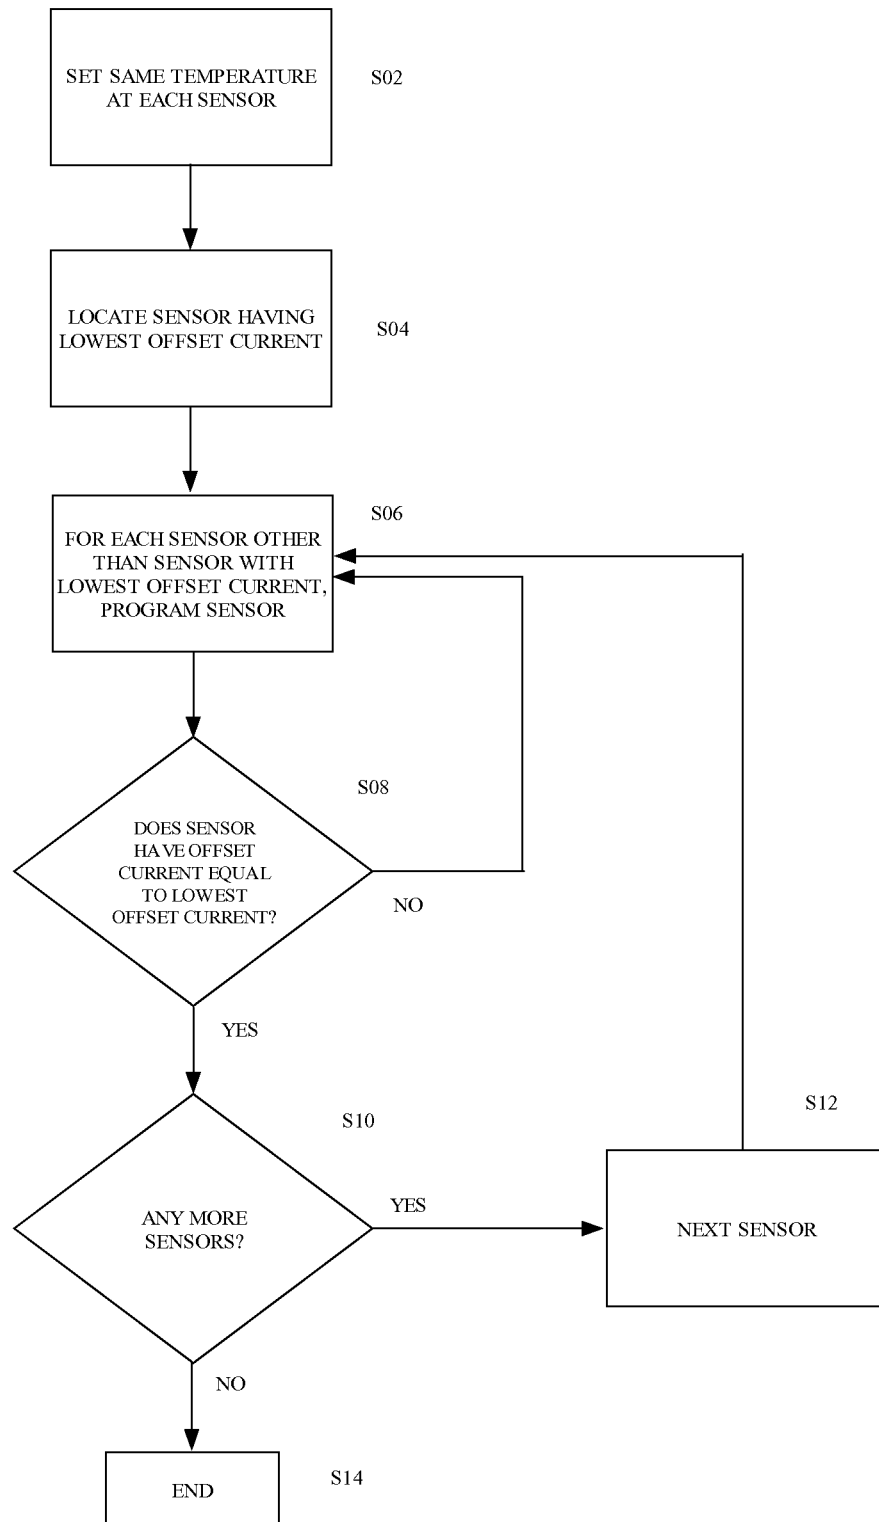 SET SAME TEMPERATURE
AT EACH SENSOR
S02
LOCATE SENSOR HAVING
LOWEST OFFSET CURRENT
S04
S06
FOR EACH SENSOR OTHER
THAN SENSOR WITH
LOWEST OFFSET CURRENT,
PROGRAM SENSOR
S08
DOES SENSOR
HAVE OFFSET
CURRENT EQUAL
TO LOWEST
OFFSET CURRENT?
NO
YES
S10
ANY MORE
SENSORS?
YES
S12
NEXT SENSOR
NO
END
S14